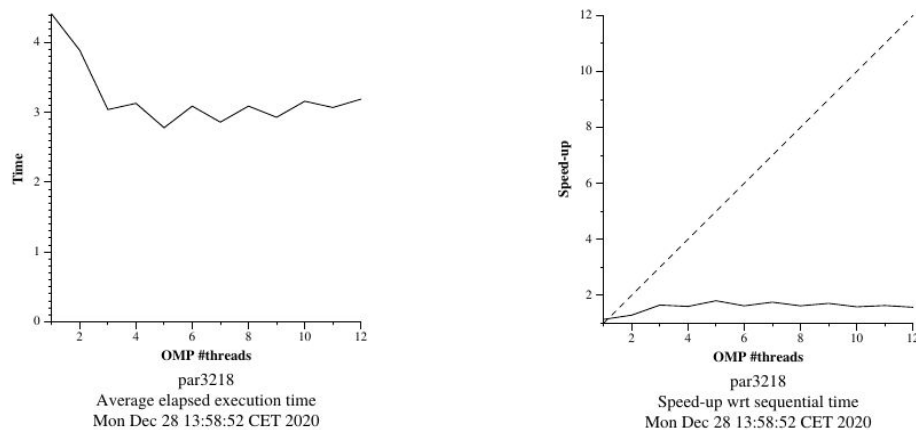 4
3
2
1
0
Time
2 4 6 8 10 12
OMP #threads
par3218
Average elapsed execution time
Mon Dec 28 13:58:52 CET 2020
12
10
8
6
4
2
Speed-up
2 4 6 8 10 12
OMP #threads
par3218
Speed-up wrt sequential time
Mon Dec 28 13:58:52 CET 2020